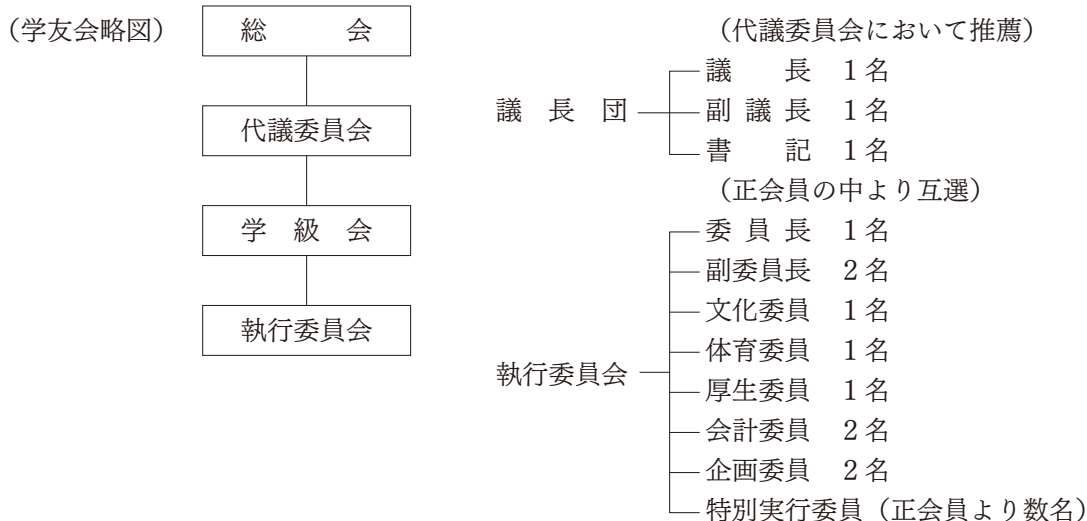 (学友会略図)
総　　会
代議委員会
学　級　会
執行委員会
(代議委員会において推薦)
議　長　団
議　　長　1名
副 議 長　1名
書　　記　1名
(正会員の中より互選)
執行委員会
委 員 長　1名
副委員長　2名
文化委員　1名
体育委員　1名
厚生委員　1名
会計委員　2名
企画委員　2名
特別実行委員(正会員より数名)